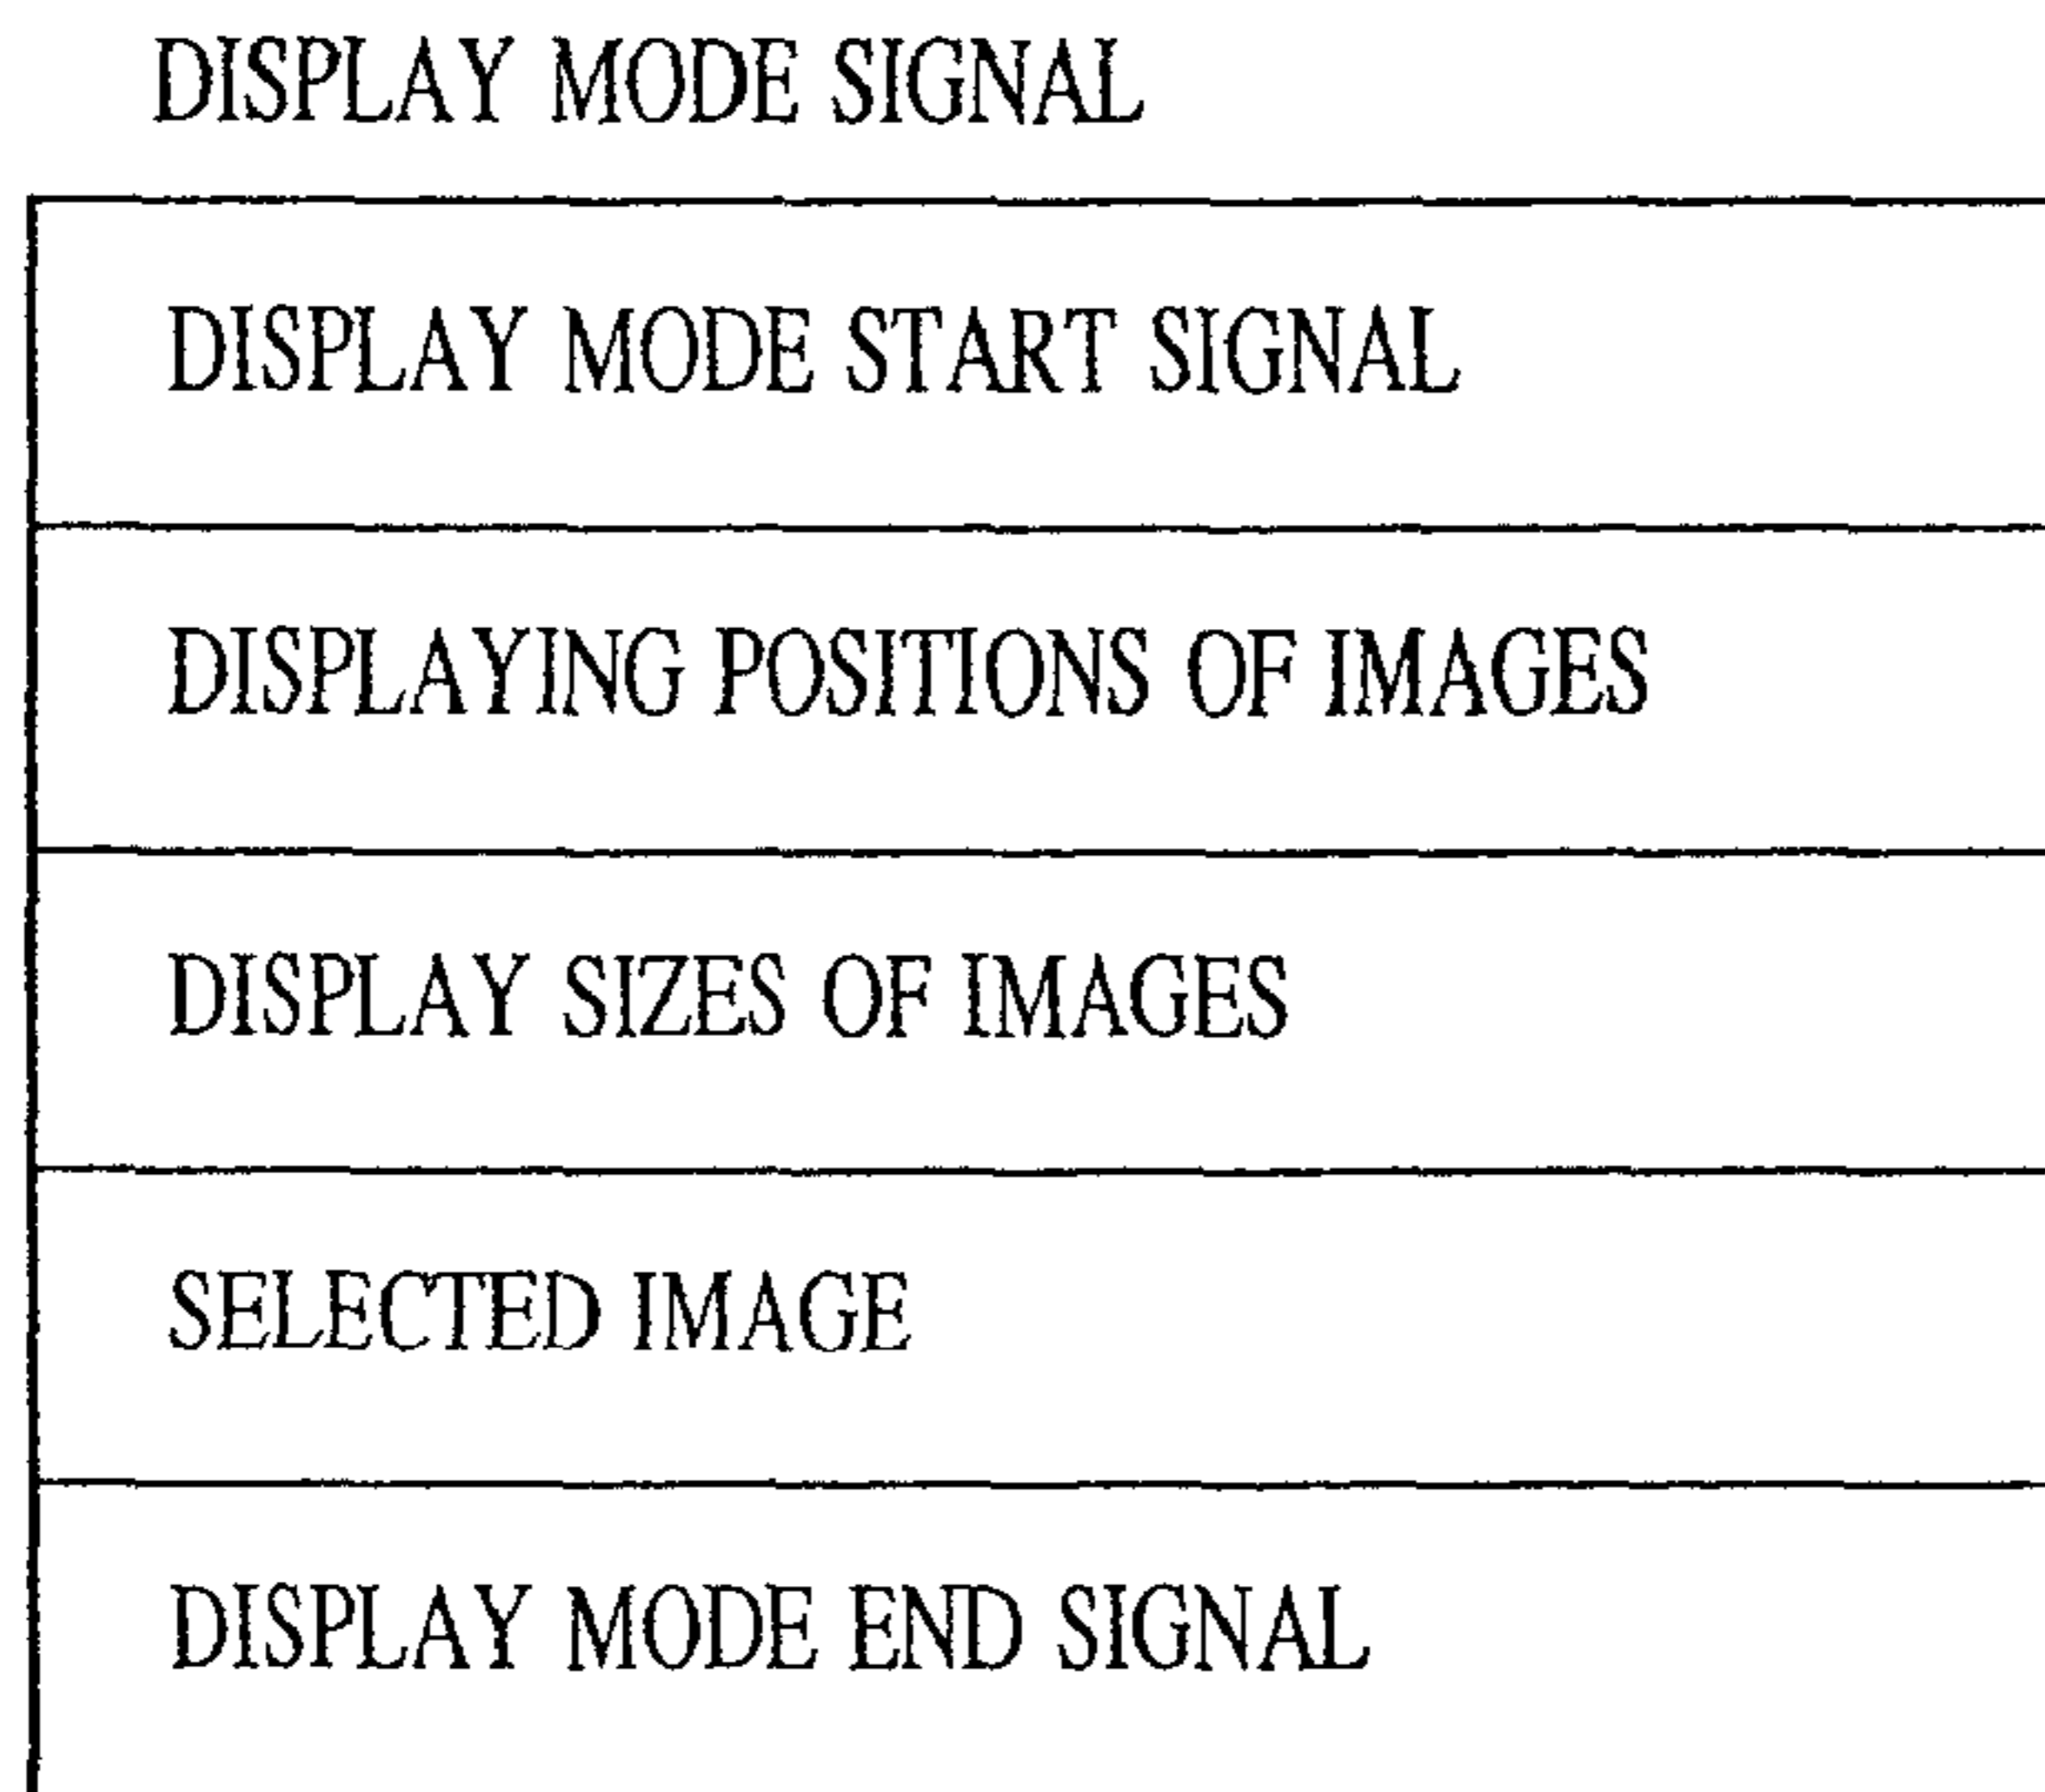 DISPLAY MODE SIGNAL
DISPLAY MODE START SIGNAL
DISPLAYING POSITIONS OF IMAGES
DISPLAY SIZES OF IMAGES
SELECTED IMAGE
DISPLAY MODE END SIGNAL